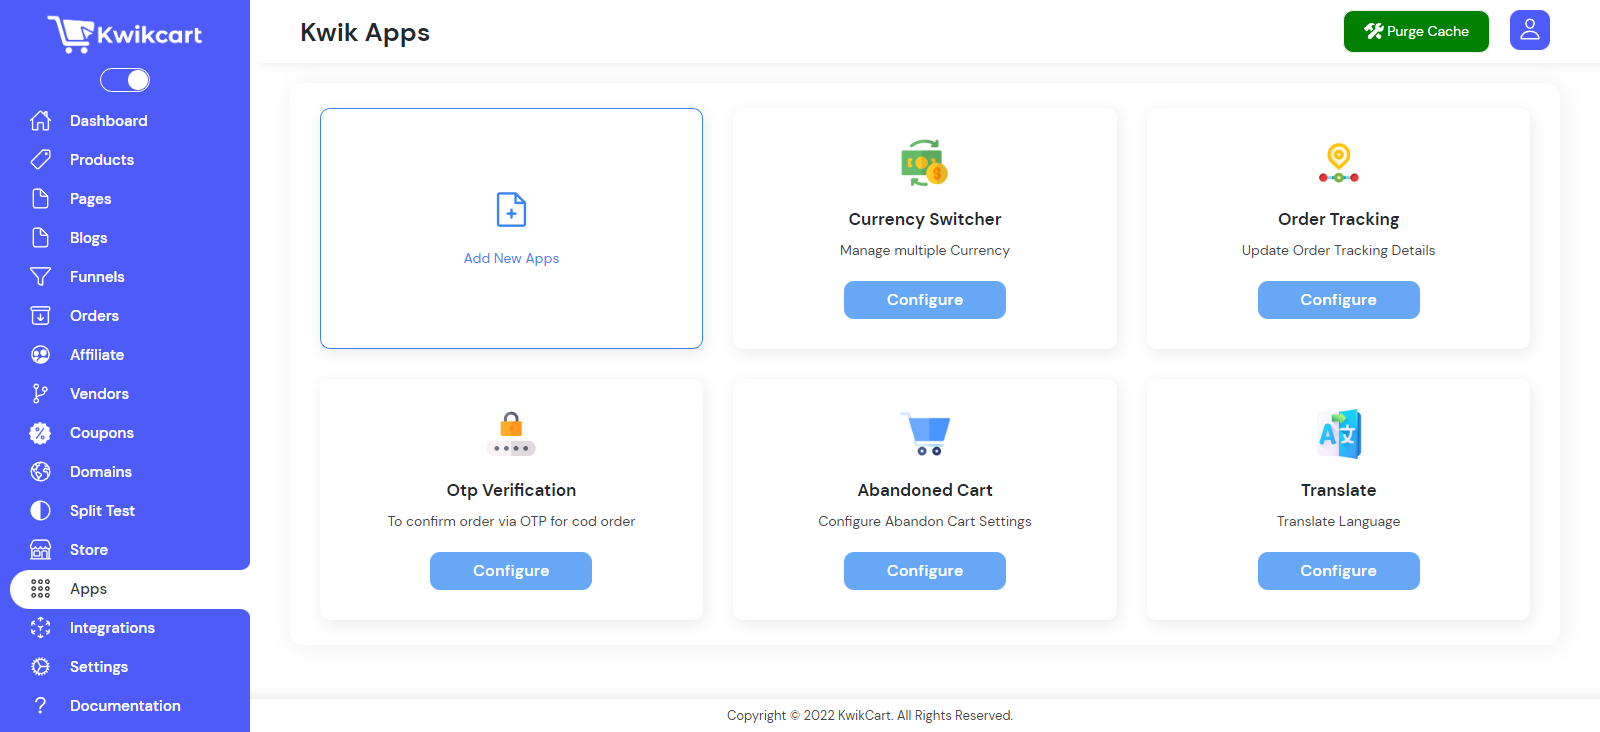 Kwikcart
Dashboard
Products
Pages
Blogs
Funnels
Orders
Affiliate
Vendors
Coupons
Domains
Split Test
Store
Apps
Integrations
Settings
Documentation
Kwik Apps
Purge Cache
Add New Apps
Currency Switcher
Manage multiple Currency
Configure
Order Tracking
Update Order Tracking Details
Configure
Otp Verification
To confirm order via OTP for cod order
Configure
Abandoned Cart
Configure Abandon Cart Settings
Configure
Translate
Translate Language
Configure
Copyright © 2022 KwikCart. All Rights Reserved.